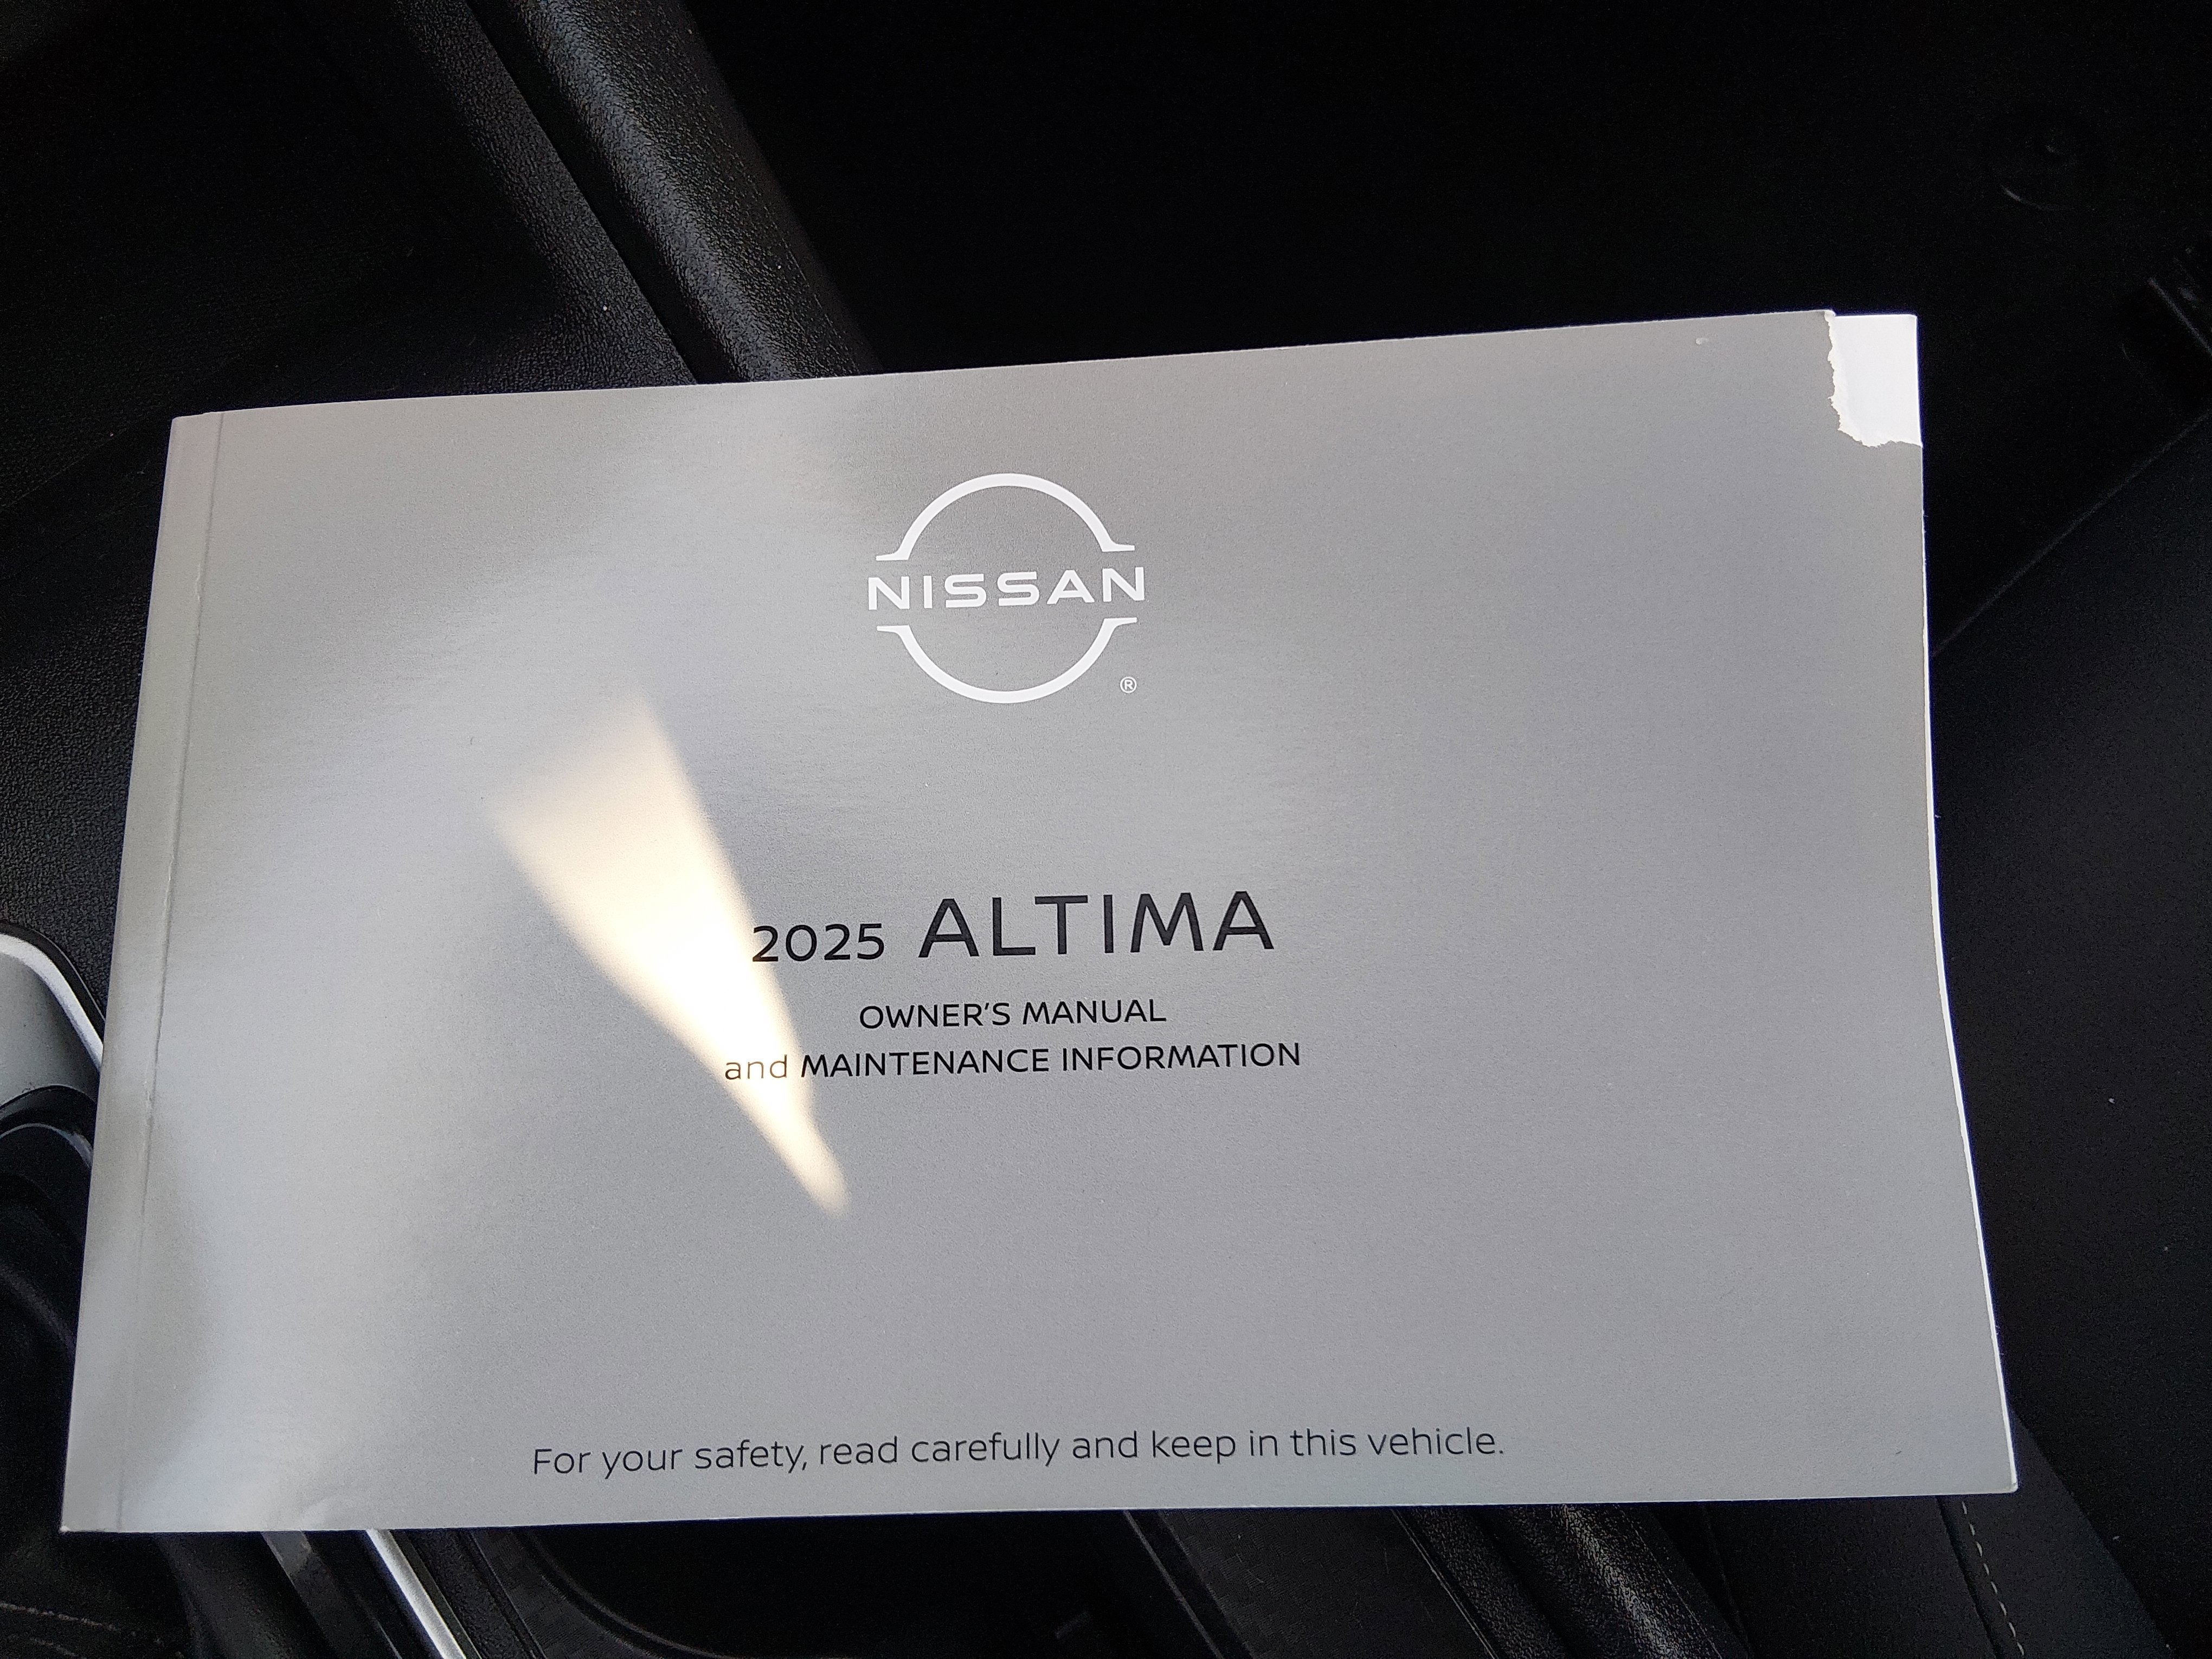 NISSAN
®
2025 ALTIMA
OWNER'S MANUAL
and MAINTENANCE INFORMATION
For your safety, read carefully and keep in this vehicle.